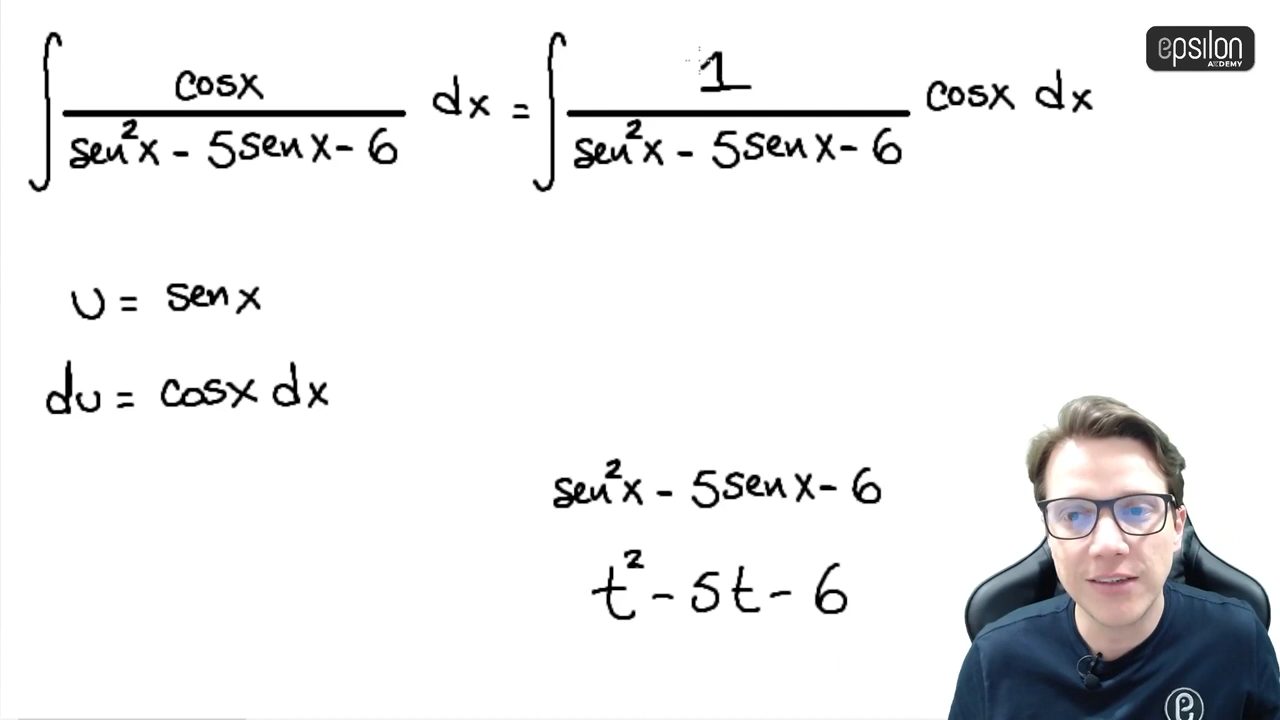 ∫ cosx / (sen²x - 5senx - 6) dx = ∫ 1 / (sen²x - 5senx - 6) cosx dx
u = senx
du = cosx dx
sen²x - 5senx - 6
t² - 5t - 6
epsilon
ACADEMY